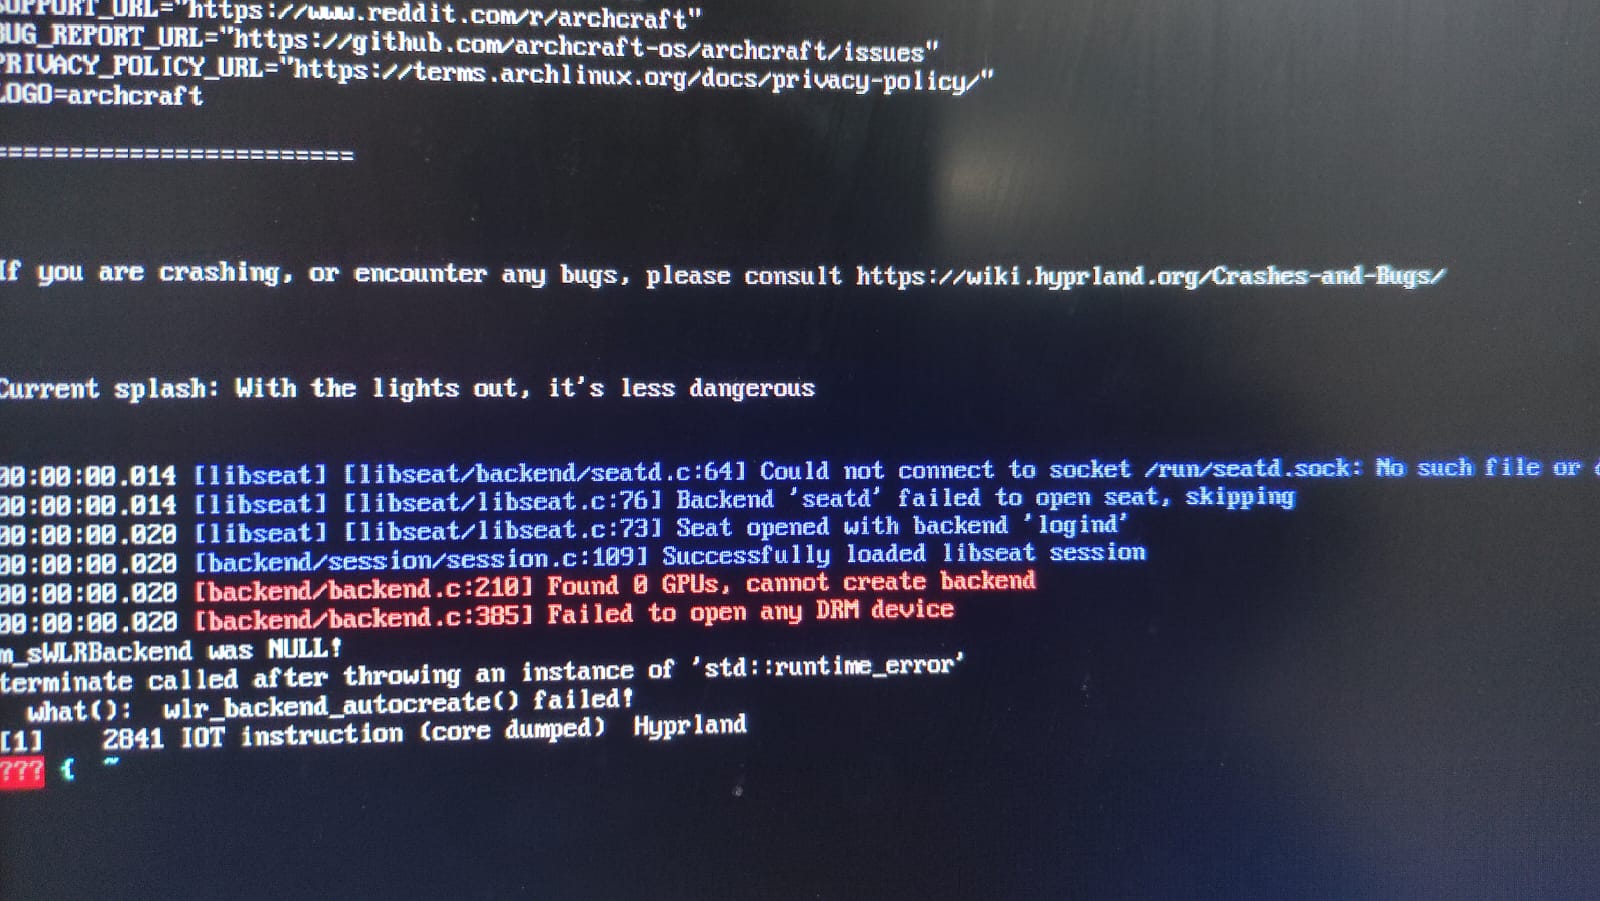 SUPPORT_URL="https://www.reddit.com/r/archcraft"
BUG_REPORT_URL="https://github.com/archcraft-os/archcraft/issues"
PRIVACY_POLICY_URL="https://terms.archlinux.org/docs/privacy-policy/"
LOGO=archcraft
========================
If you are crashing, or encounter any bugs, please consult https://wiki.hyprland.org/Crashes-and-Bugs/
Current splash: With the lights out, it's less dangerous
00:00:00.014 [libseat] [libseat/backend/seatd.c:64] Could not connect to socket /run/seatd.sock: No such file or
00:00:00.014 [libseat] [libseat/libseat.c:76] Backend 'seatd' failed to open seat, skipping
00:00:00.020 [libseat] [libseat/libseat.c:73] Seat opened with backend 'logind'
00:00:00.020 [backend/session/session.c:109] Successfully loaded libseat session
00:00:00.020 [backend/backend.c:210] Found 0 GPUs, cannot create backend
00:00:00.020 [backend/backend.c:385] Failed to open any DRM device
m_sWLRBackend was NULL!
terminate called after throwing an instance of 'std::runtime_error'
what(): wlr_backend_autocreate() failed!
[1] 2841 IOT instruction (core dumped) Hyprland
??? { ~